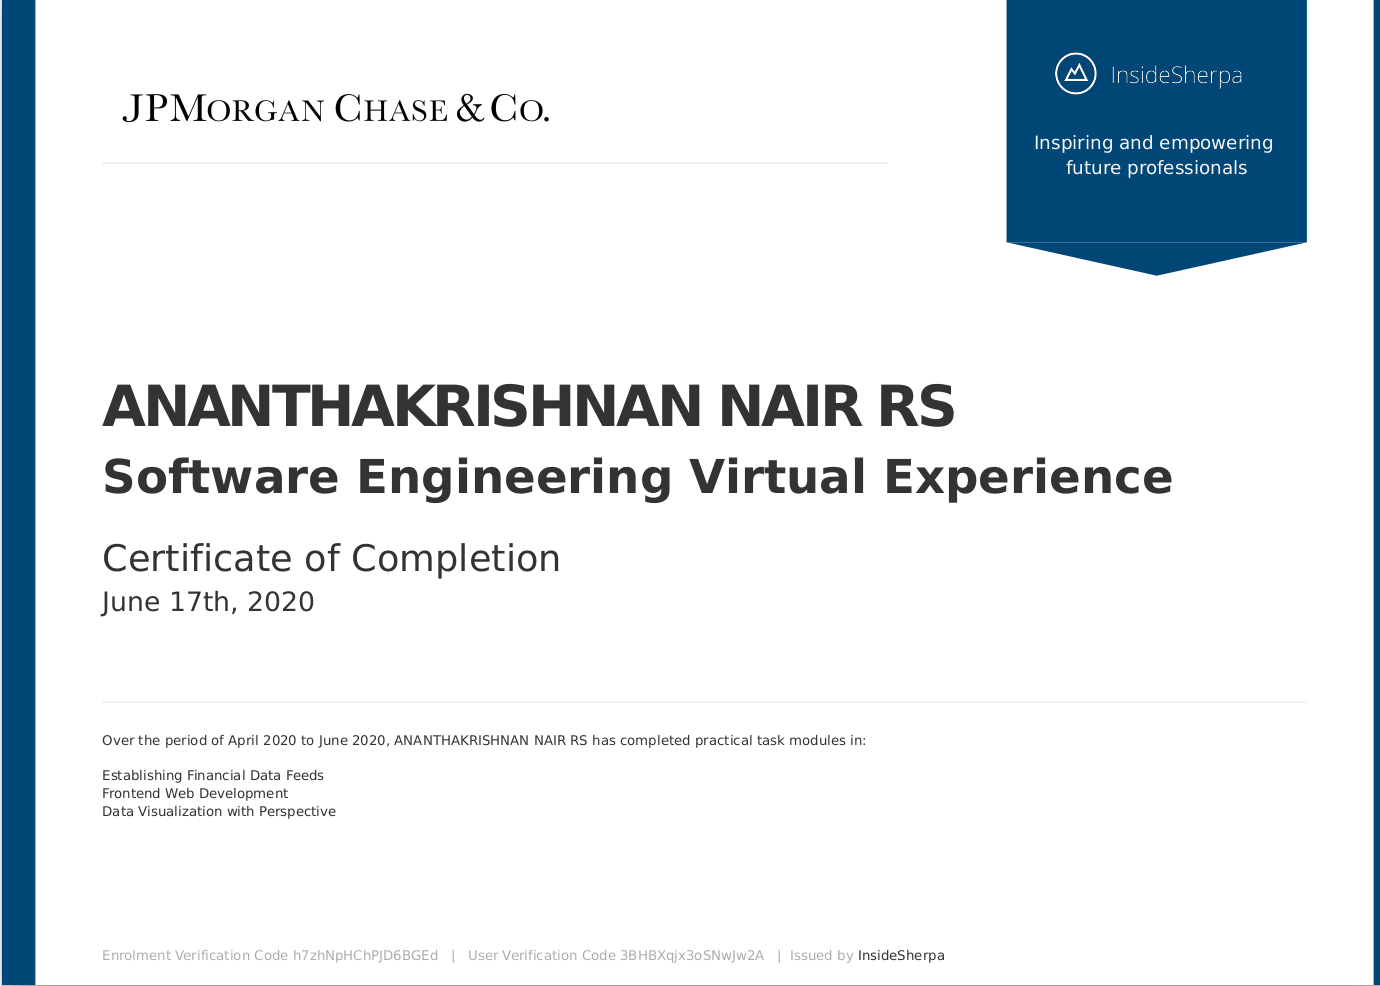 JPMORGAN CHASE & CO.
InsideSherpa
Inspiring and empowering
future professionals
ANANTHAKRISHNAN NAIR RS
Software Engineering Virtual Experience
Certificate of Completion
June 17th, 2020
Over the period of April 2020 to June 2020, ANANTHAKRISHNAN NAIR RS has completed practical task modules in:
Establishing Financial Data Feeds
Frontend Web Development
Data Visualization with Perspective
Enrolment Verification Code h7zhNpHChPJD6BGEd | User Verification Code 3BHBXqjx3oSNwJw2A | Issued by InsideSherpa